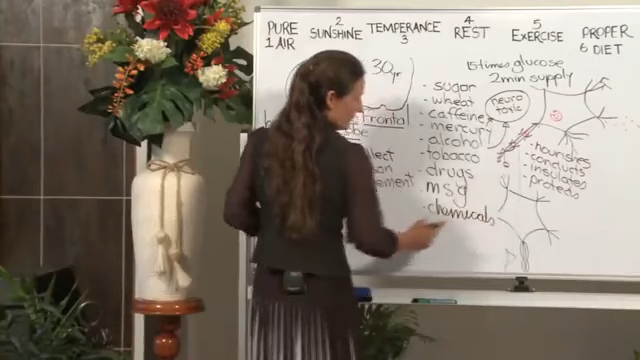 PURE 2 SUNSHINE TEMPERANCE 4 REST 5 EXERCISE PROPER
1 AIR 3 6 DIET
15 times glucose
2 min supply
30yr
Frontal
- sugar
- wheat
- caffeine
- mercury
- alcohol
- tobacco
- drugs
- msg
- chemicals
neuro
toxic
- nourishes
- conducts
- insulates
- protects